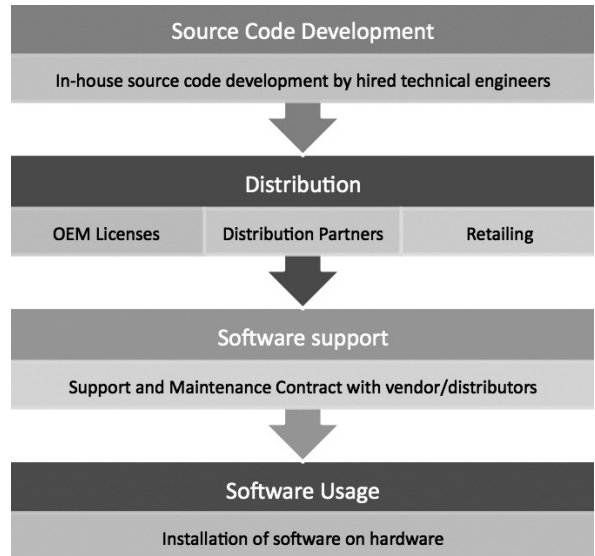 Source Code Development
In-house source code development by hired technical engineers
Distribution
OEM Licenses
Distribution Partners
Retailing
Software support
Support and Maintenance Contract with vendor/distributors
Software Usage
Installation of software on hardware